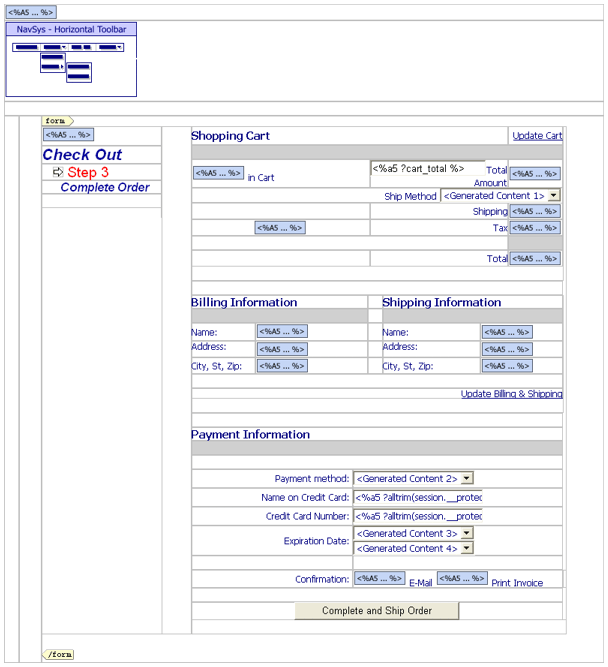 <%A5 ... %>
NavSys - Horizontal Toolbar
form
<%A5 ... %>
Check Out
Step 3
Complete Order
Shopping Cart Update Cart
<%A5 ... %> in Cart <%a5 ?cart_total %> Total Amount <%A5 ... %>
Ship Method <Generated Content 1>
Shipping <%A5 ... %>
<%A5 ... %> Tax <%A5 ... %>
Total <%A5 ... %>
Billing Information Shipping Information
Name: <%A5 ... %> Name: <%A5 ... %>
Address: <%A5 ... %> Address: <%A5 ... %>
City, St, Zip: <%A5 ... %> City, St, Zip: <%A5 ... %>
Update Billing & Shipping
Payment Information
Payment method: <Generated Content 2>
Name on Credit Card: <%a5 ?alltrim(session.__protec
Credit Card Number: <%a5 ?alltrim(session.__protec
Expiration Date: <Generated Content 3>
<Generated Content 4>
Confirmation: <%A5 ... %> E-Mail <%A5 ... %> Print Invoice
Complete and Ship Order
/form